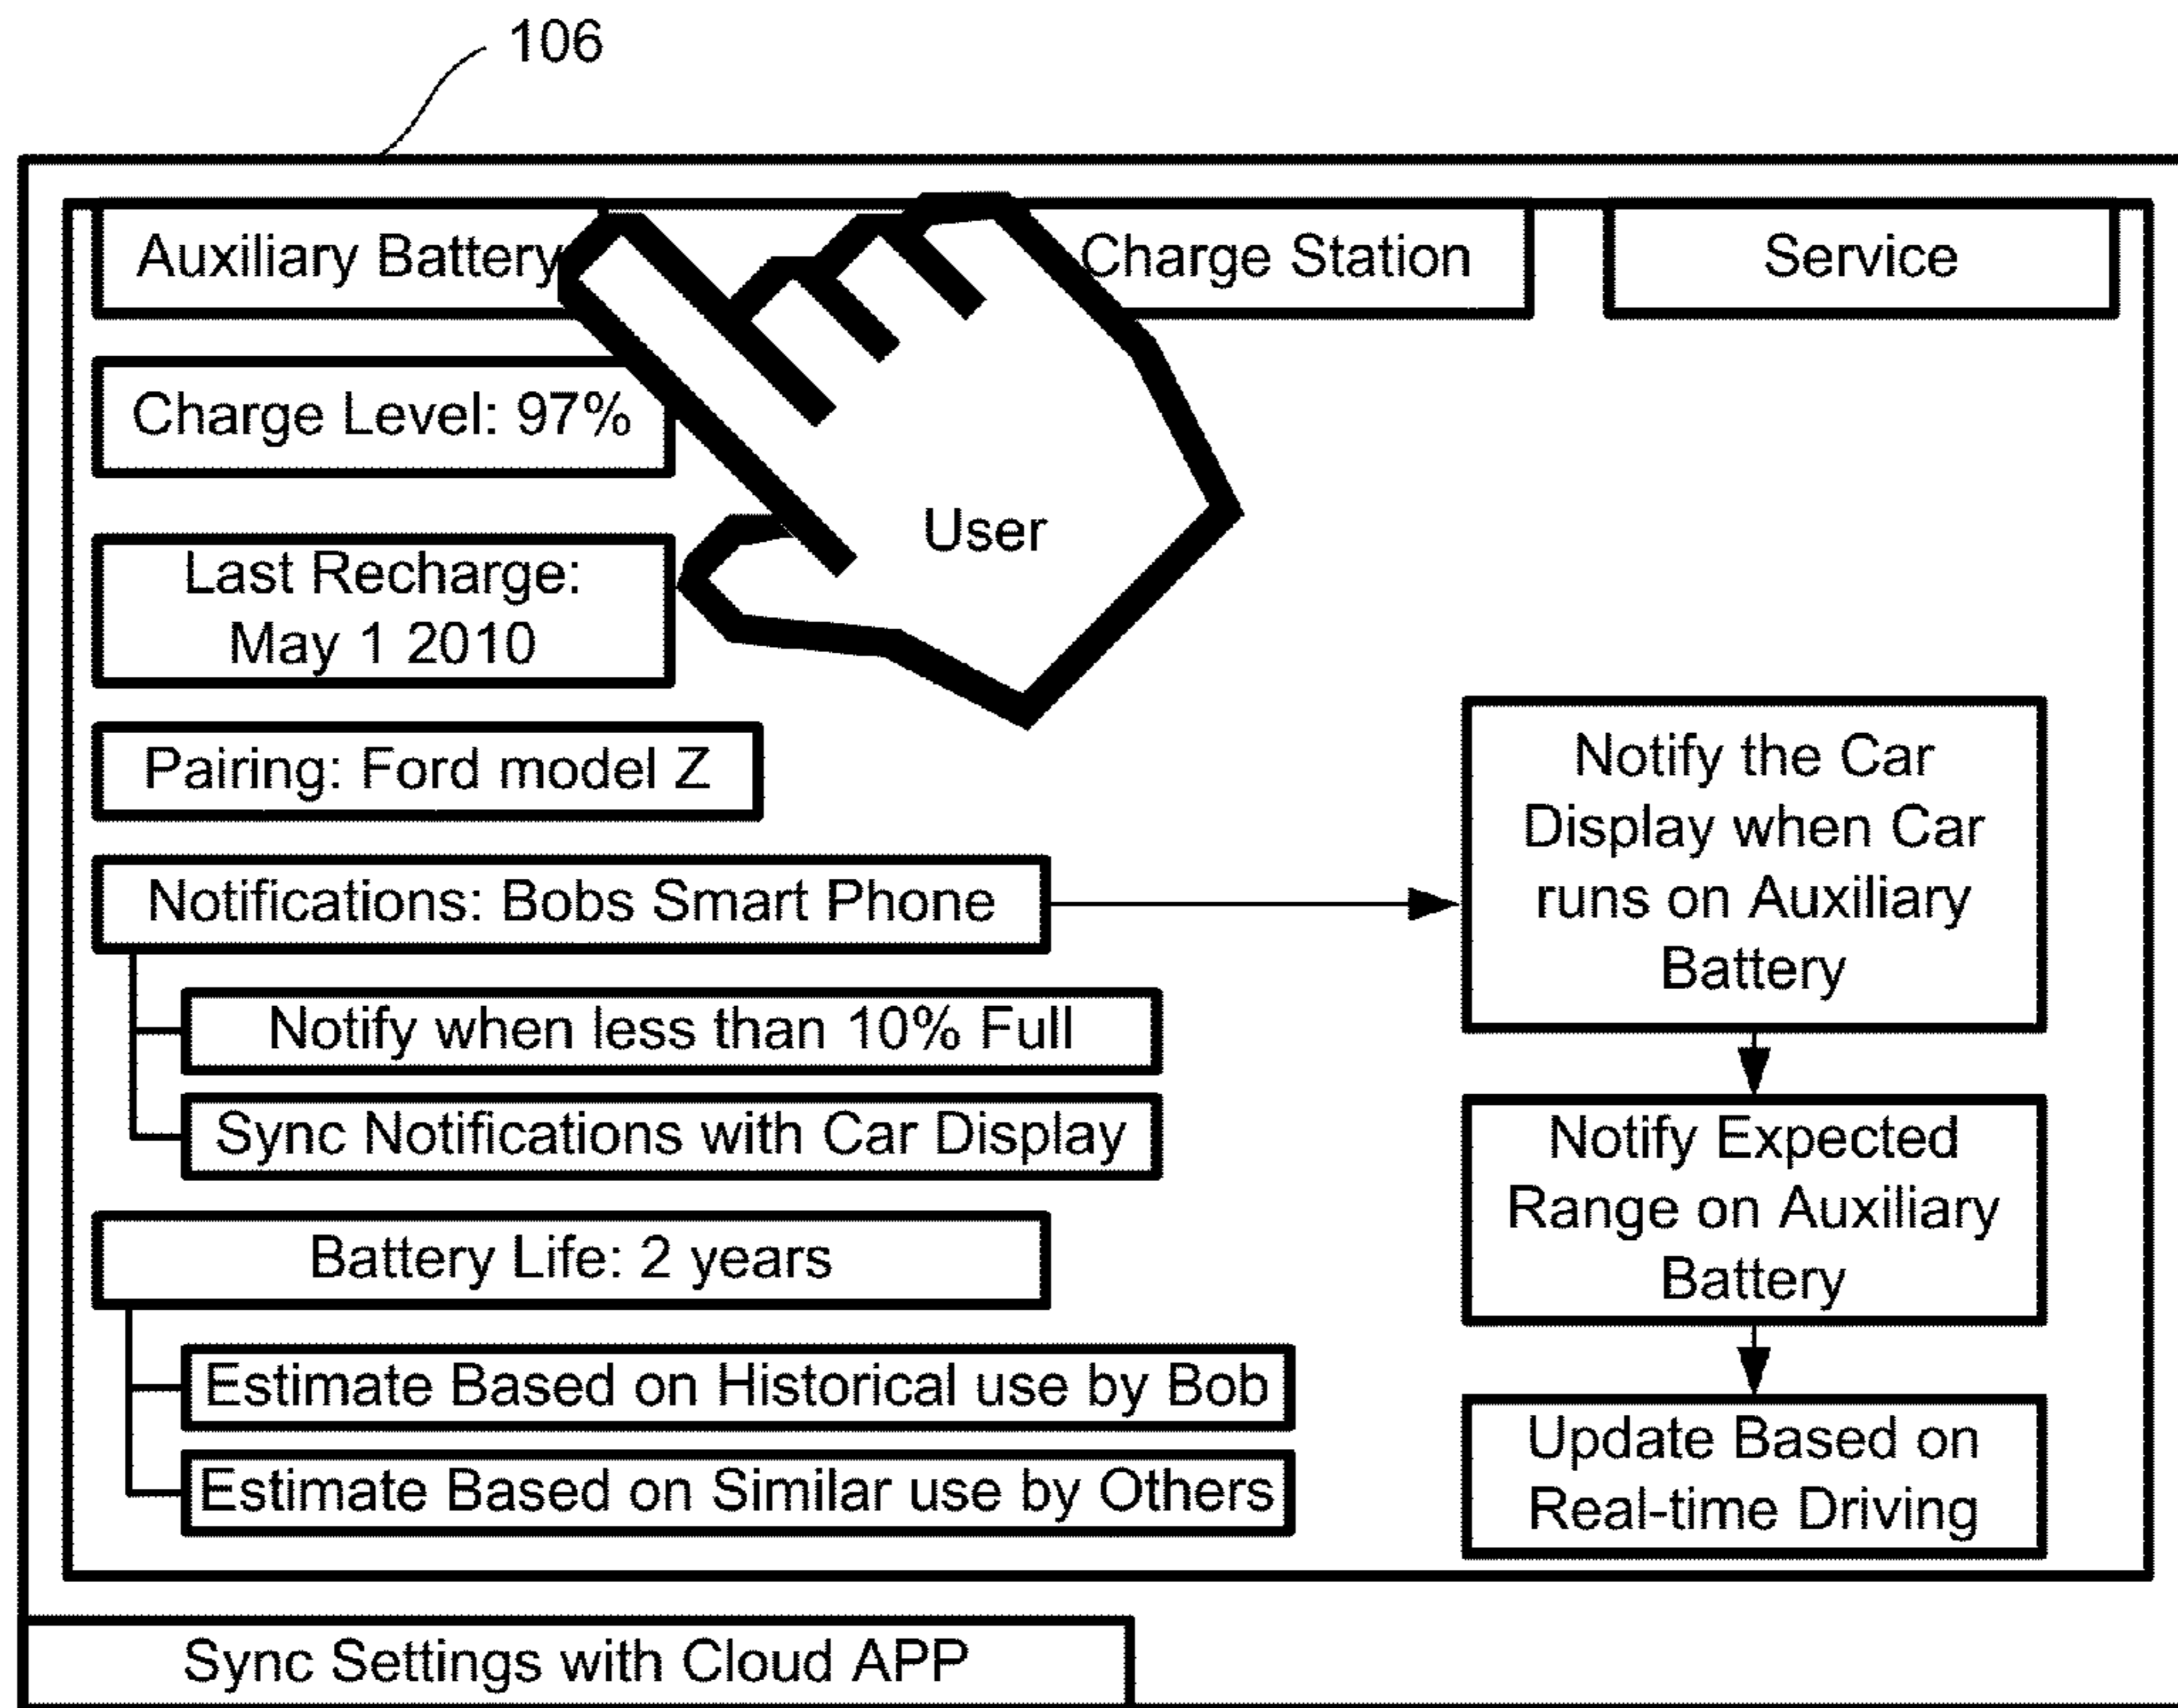 106
Auxiliary Battery
Charge Station
Service
Charge Level: 97%
User
Last Recharge:
May 1 2010
Pairing: Ford model Z
Notifications: Bobs Smart Phone
Notify when less than 10% Full
Sync Notifications with Car Display
Battery Life: 2 years
Estimate Based on Historical use by Bob
Estimate Based on Similar use by Others
Notify the Car
Display when Car
runs on Auxiliary
Battery
Notify Expected
Range on Auxiliary
Battery
Update Based on
Real-time Driving
Sync Settings with Cloud APP